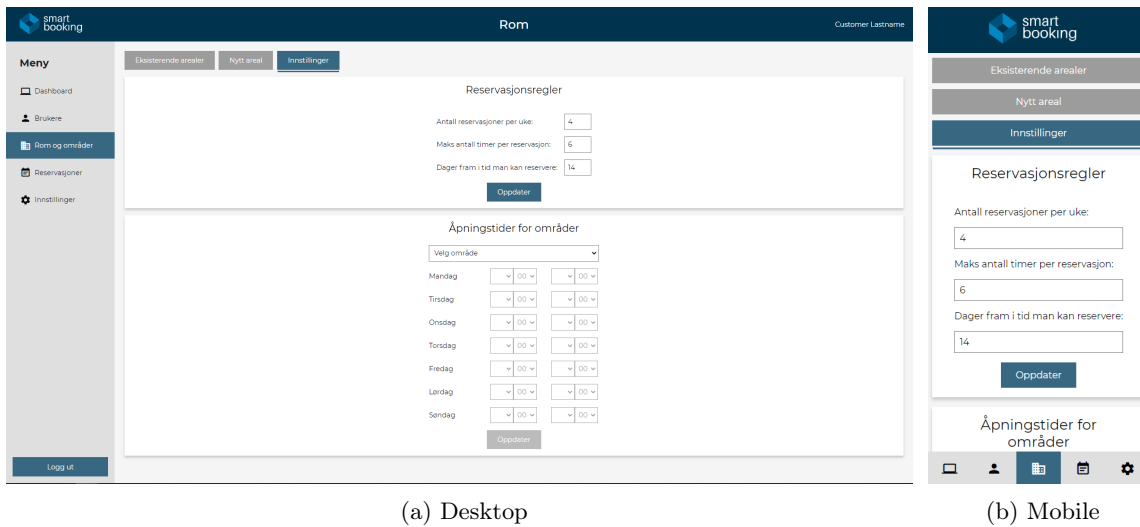 smart
booking
Rom
Customer Lastname
Meny
Dashboard
Brukere
Rom og områder
Reservasjoner
Innstillinger
Logg ut
Eksisterende arealer
Nytt areal
Innstillinger
Reservasjonsregler
Antall reservasjoner per uke: 4
Maks antall timer per reservasjon: 6
Dager fram i tid man kan reservere: 14
Oppdater
Åpningstider for områder
Velg område
Mandag 00 00
Tirsdag 00 00
Onsdag 00 00
Torsdag 00 00
Fredag 00 00
Lørdag 00 00
Søndag 00 00
Oppdater
(a) Desktop
smart
booking
Eksisterende arealer
Nytt areal
Innstillinger
Reservasjonsregler
Antall reservasjoner per uke:
4
Maks antall timer per reservasjon:
6
Dager fram i tid man kan reservere:
14
Oppdater
Åpningstider for
områder
(b) Mobile